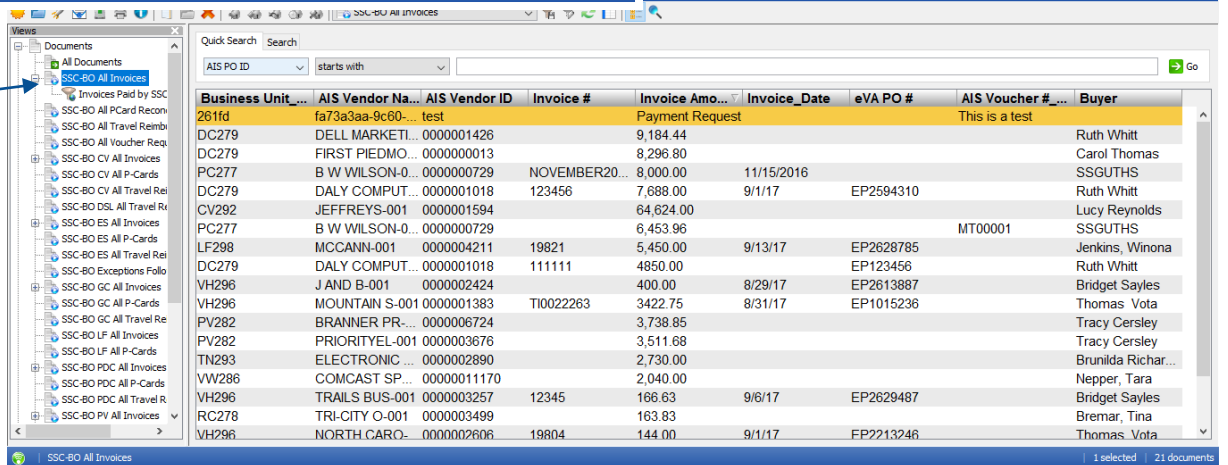 SSC-BO All Invoices
Views
Documents
All Documents
SSC-BO All Invoices
Invoices Paid by SSC
SSC-BO All PCard Recon
SSC-BO All Travel Reimb
SSC-BO All Voucher Requ
SSC-BO CV All Invoices
SSC-BO CV All P-Cards
SSC-BO CV All Travel Rei
SSC-BO DSL All Travel Re
SSC-BO ES All Invoices
SSC-BO ES All P-Cards
SSC-BO ES All Travel Rei
SSC-BO Exceptions Follo
SSC-BO GC All Invoices
SSC-BO GC All P-Cards
SSC-BO GC All Travel Re
SSC-BO LF All Invoices
SSC-BO LF All P-Cards
SSC-BO PDC All Invoices
SSC-BO PDC All P-Cards
SSC-BO PDC All Travel R
SSC-BO PV All Invoices
Quick Search Search
AIS PO ID starts with Go
Business Unit_... AIS Vendor Na... AIS Vendor ID Invoice # Invoice Amo... Invoice_Date eVA PO # AIS Voucher #_... Buyer
261fd fa73a3aa-9c60-... test Payment Request This is a test
DC279 DELL MARKETI... 0000001426 9,184.44 Ruth Whitt
DC279 FIRST PIEDMO... 0000000013 8,296.80 Carol Thomas
PC277 B W WILSON-0... 0000000729 NOVEMBER20... 8,000.00 11/15/2016 SSGUTHS
DC279 DALY COMPUT... 0000001018 123456 7,688.00 9/1/17 EP2594310 Ruth Whitt
CV292 JEFFREYS-001 0000001594 64,624.00 Lucy Reynolds
PC277 B W WILSON-0... 0000000729 6,453.96 MT00001 SSGUTHS
LF298 MCCANN-001 0000004211 19821 5,450.00 9/13/17 EP2628785 Jenkins, Winona
DC279 DALY COMPUT... 0000001018 111111 4850.00 EP123456 Ruth Whitt
VH296 J AND B-001 0000002424 400.00 8/29/17 EP2613887 Bridget Sayles
VH296 MOUNTAIN S-001 0000001383 TI0022263 3422.75 8/31/17 EP1015236 Thomas Vota
PV282 BRANNER PR-... 0000006724 3,738.85 Tracy Cersley
PV282 PRIORITYEL-001 0000003676 3,511.68 Tracy Cersley
TN293 ELECTRONIC ... 0000002890 2,730.00 Brunilda Richar...
VW286 COMCAST SP... 00000011170 2,040.00 Nepper, Tara
VH296 TRAILS BUS-001 0000003257 12345 166.63 9/6/17 EP2629487 Bridget Sayles
RC278 TRI-CITY O-001 0000003499 163.83 Bremar, Tina
VH296 NORTH CARO- 0000002606 19804 144.00 9/1/17 EP2213246 Thomas Vota
SSC-BO All Invoices 1 selected 21 documents